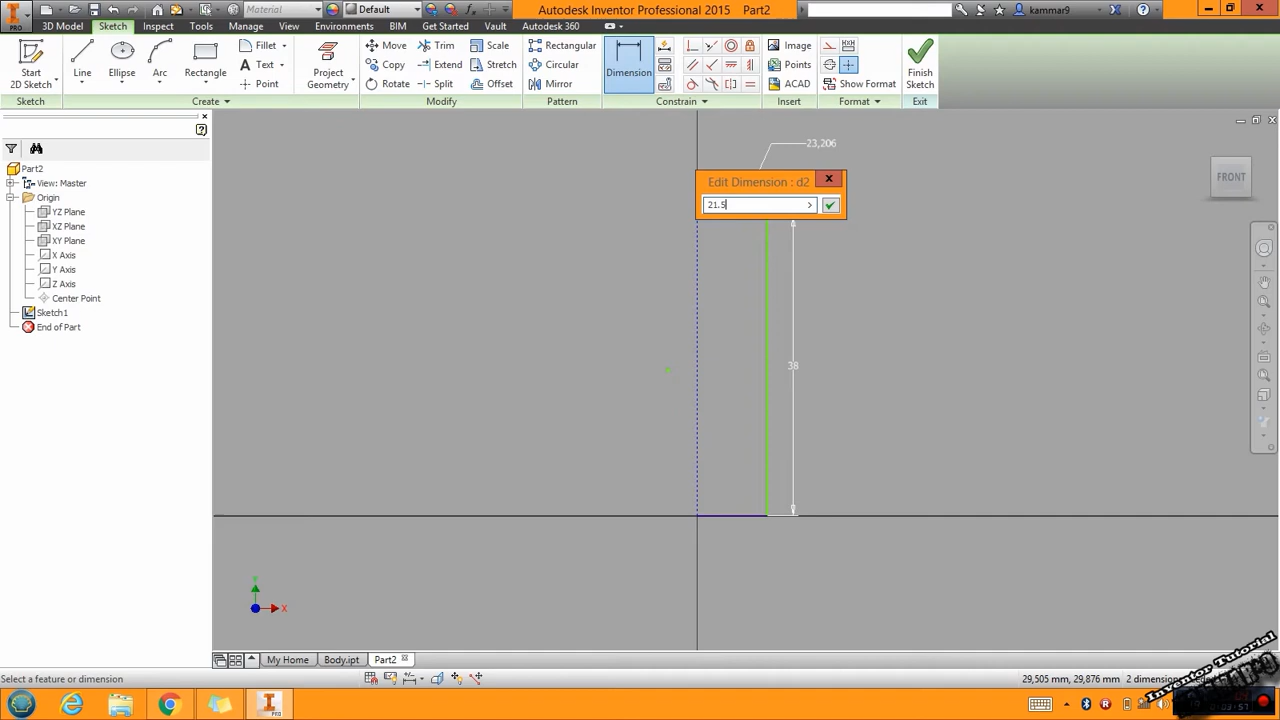 PRO
Material
Default
Autodesk Inventor Professional 2015 Part2
kammar9
3D Model Sketch Inspect Tools Manage View Environments BIM Get Started Vault Autodesk 360
Start
2D Sketch
Line
Ellipse
Arc
Rectangle
Fillet
Text
Point
Project
Geometry
Move
Copy
Rotate
Trim
Extend
Split
Scale
Stretch
Offset
Rectangular
Circular
Mirror
Dimension
Image
Points
ACAD
Show Format
Finish
Sketch
Sketch Create Modify Pattern Constrain Insert Format Exit
Part2
View: Master
Origin
YZ Plane
XZ Plane
XY Plane
X Axis
Y Axis
Z Axis
Center Point
Sketch1
End of Part
23,206
Edit Dimension : d2
21.5
38
FRONT
Y
X
My Home Body.ipt Part2
Select a feature or dimension
29,505 mm, 29,876 mm
Inventor Tutorial
PRO